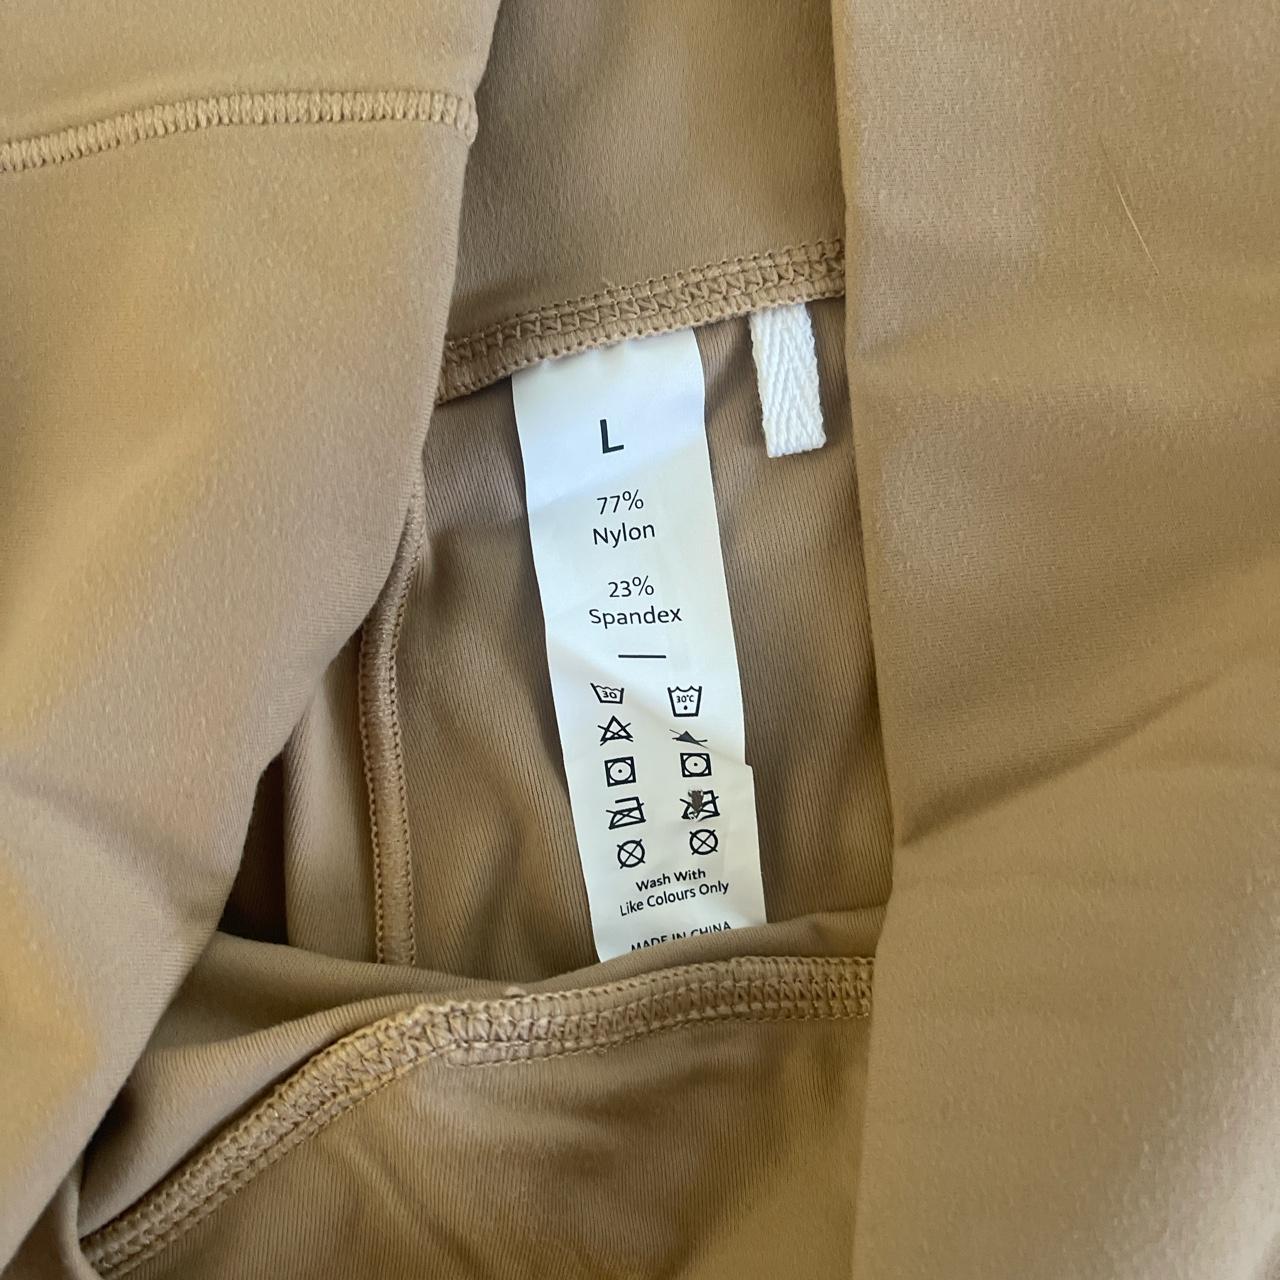 L
77%
Nylon
23%
Spandex
30 30°C
Wash With
Like Colours Only
MADE IN CHINA